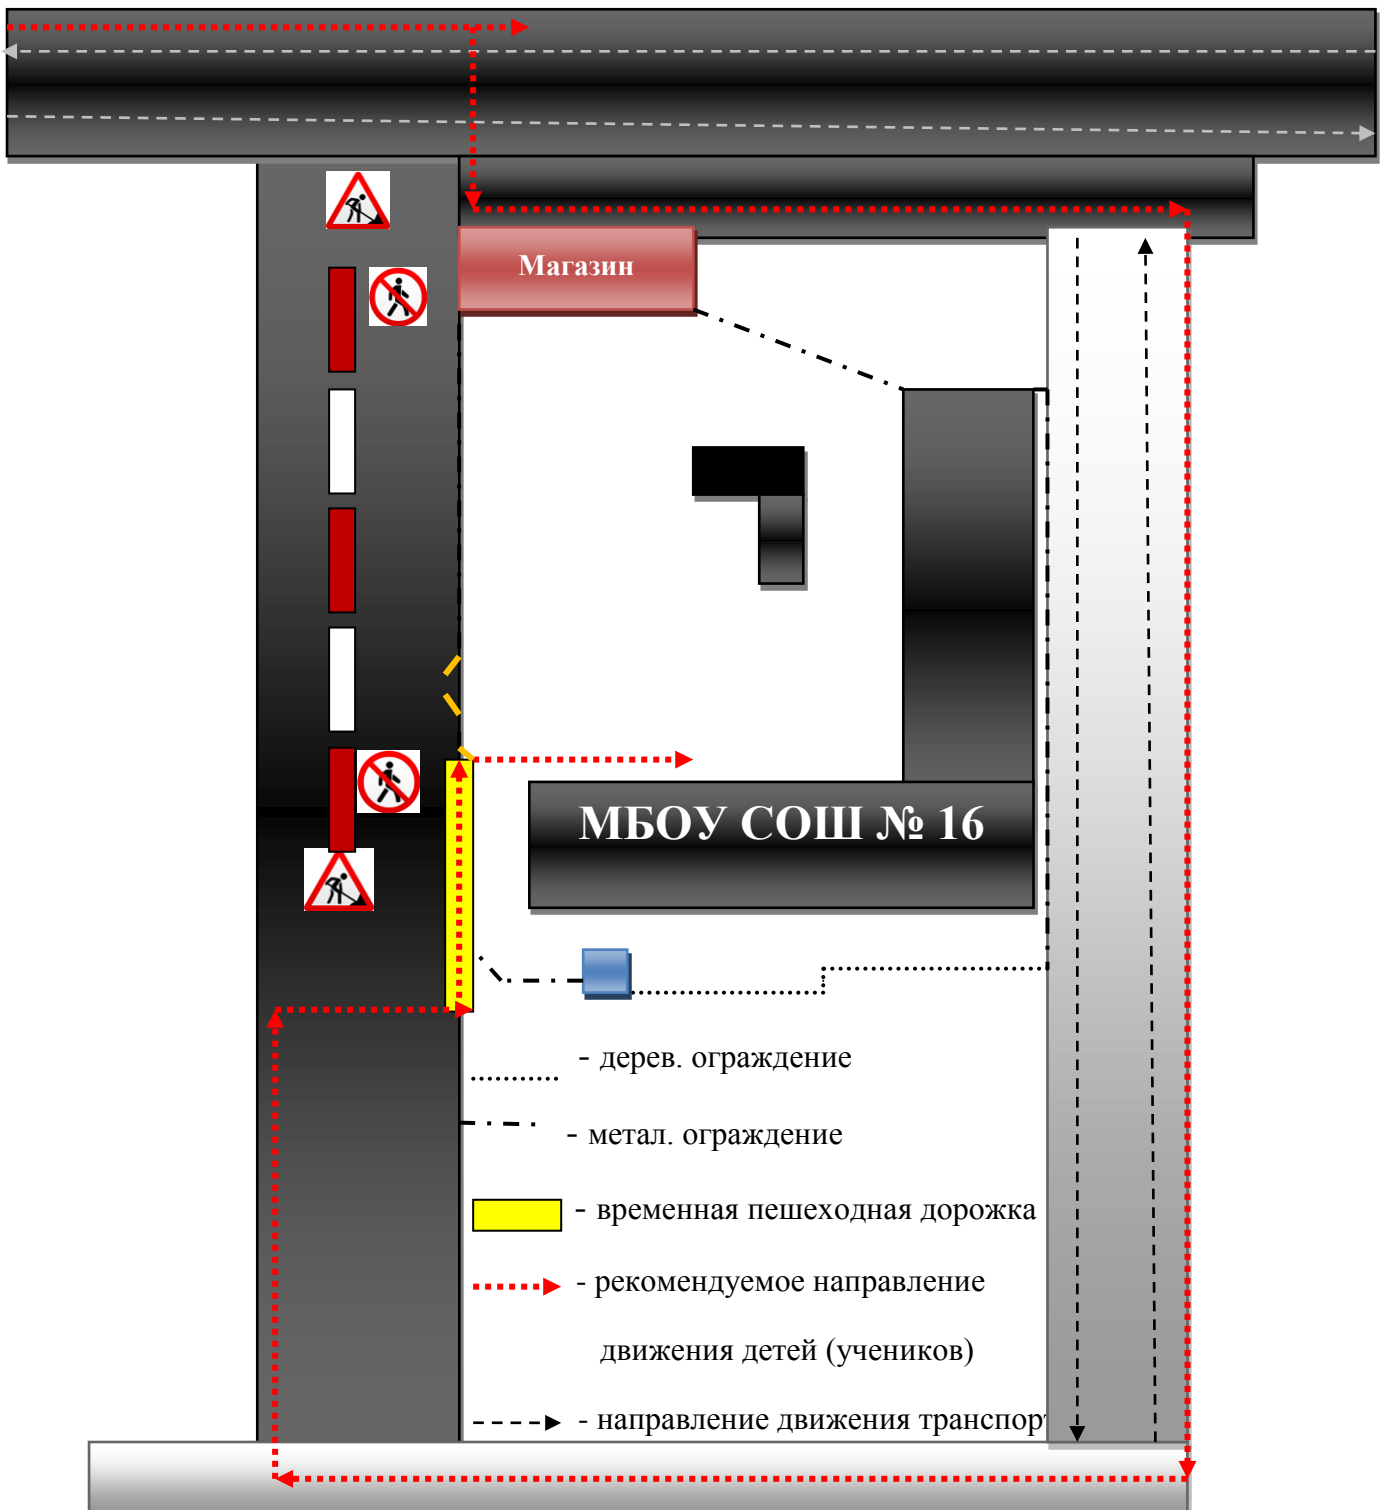 Магазин
МБОУ СОШ № 16
- дерев. ограждение
- метал. ограждение
- временная пешеходная дорожка
- рекомендуемое направление
движения детей (учеников)
- направление движения транспорт